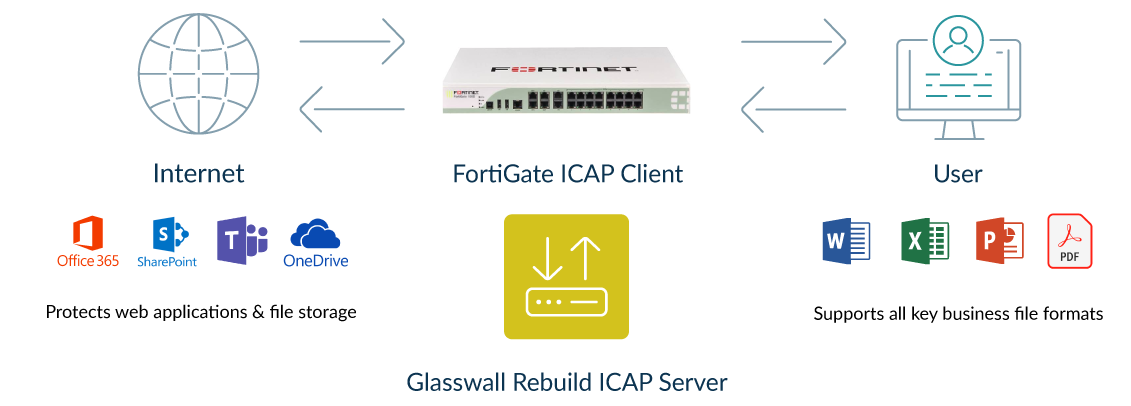 FORTINET
FORTINET
Internet
FortiGate ICAP Client
User
Office 365
S
SharePoint
T
OneDrive
W
X
P
PDF
Protects web applications & file storage
Supports all key business file formats
Glasswall Rebuild ICAP Server